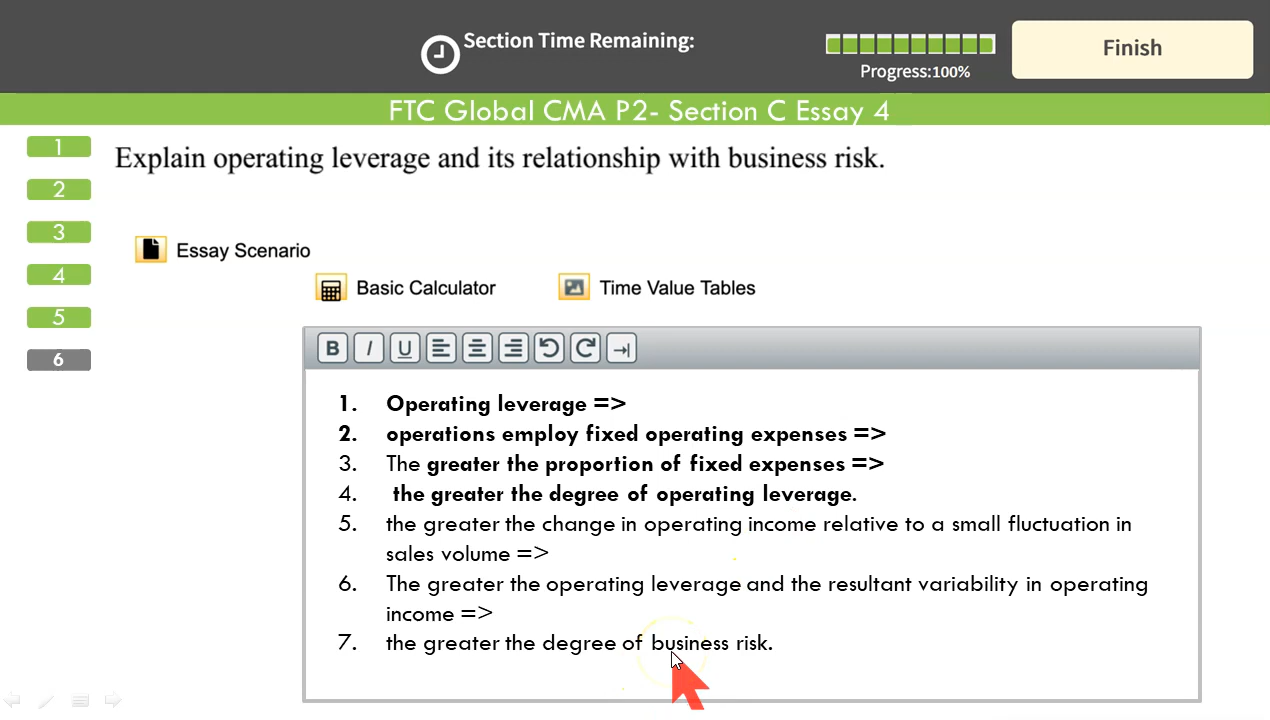 Section Time Remaining:
Progress:100%
Finish
FTC Global CMA P2- Section C Essay 4
1
2
3
4
5
6
Explain operating leverage and its relationship with business risk.
Essay Scenario
Basic Calculator
Time Value Tables
B I U
1. Operating leverage =>
2. operations employ fixed operating expenses =>
3. The greater the proportion of fixed expenses =>
4. the greater the degree of operating leverage.
5. the greater the change in operating income relative to a small fluctuation in
sales volume =>
6. The greater the operating leverage and the resultant variability in operating
income =>
7. the greater the degree of business risk.